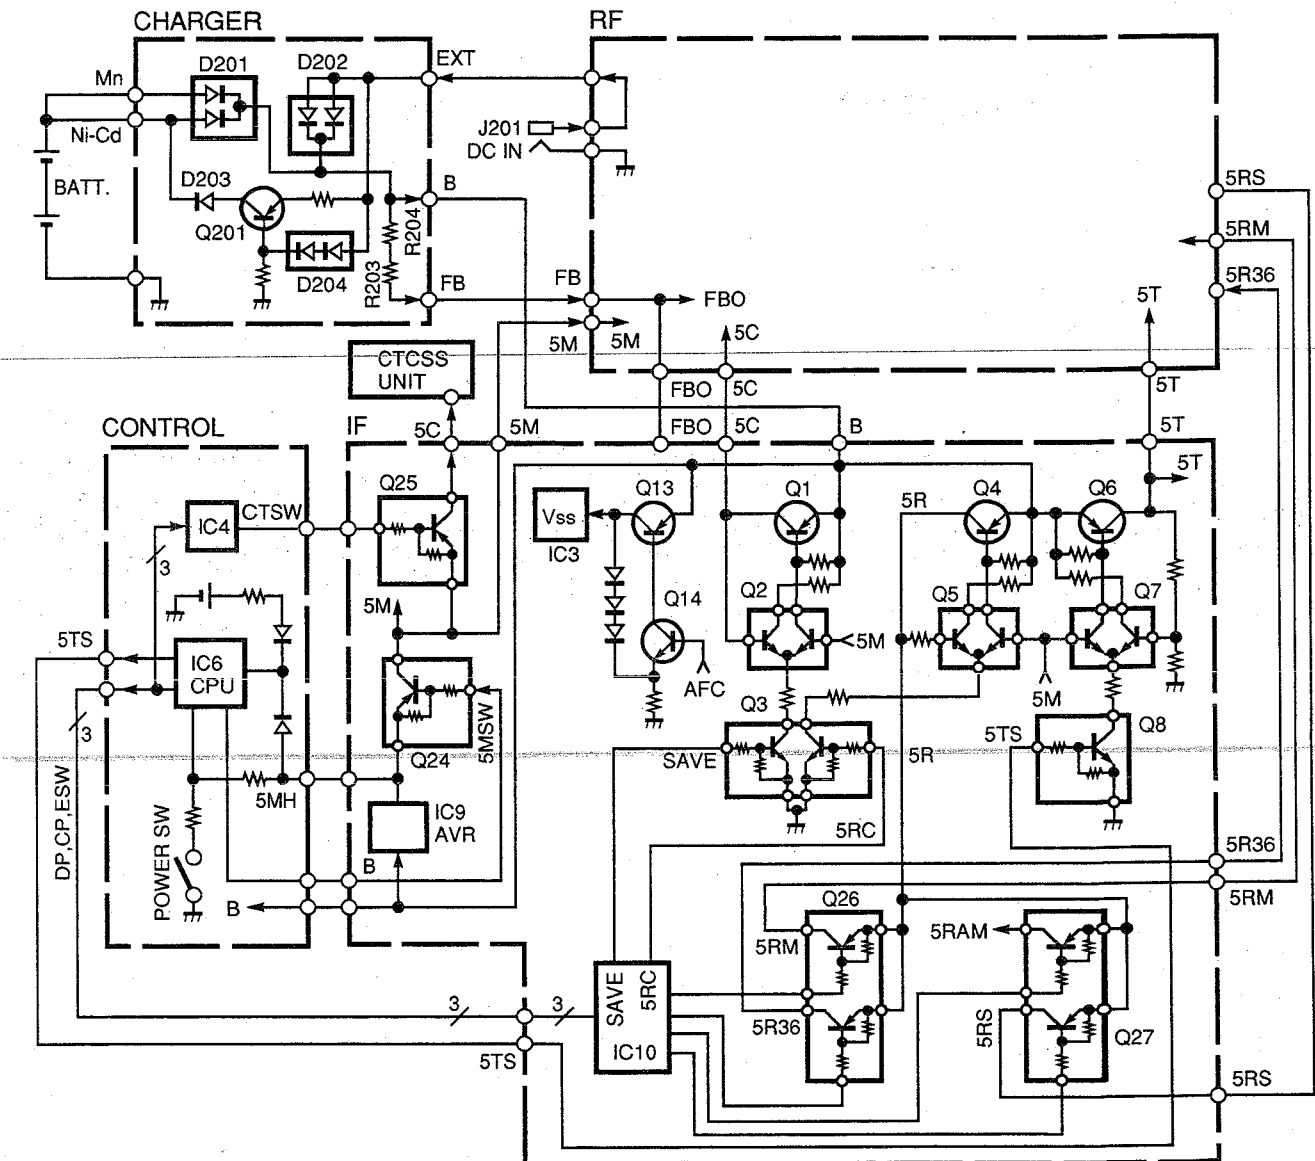 CHARGER
RF
D201
D202
EXT
Mn
Ni-Cd
J201
DC IN
BATT.
D203
B
5RS
R204
Q201
5RM
D204
R203
FB
FB
FBO
5R36
5T
5M
5M
5C
CTCSS
UNIT
FBO
5C
5T
CONTROL
IF
5C
5M
FBO
5C
B
5T
Q25
5T
Q13
Q1
5R
Q4
Q6
IC4
CTSW
Vss
IC3
3
Q2
Q5
Q7
5M
Q14
5TS
IC6
CPU
5M
AFC
5M
Q3
5TS
Q8
3
5MSW
Q24
SAVE
5R
5MH
DP,CP,ESW
POWER SW
IC9
AVR
5RC
5R36
B
B
Q26
5RM
5RM
5RAM
SAVE
5RC
3
3
5R36
5RS
IC10
Q27
5TS
5RS